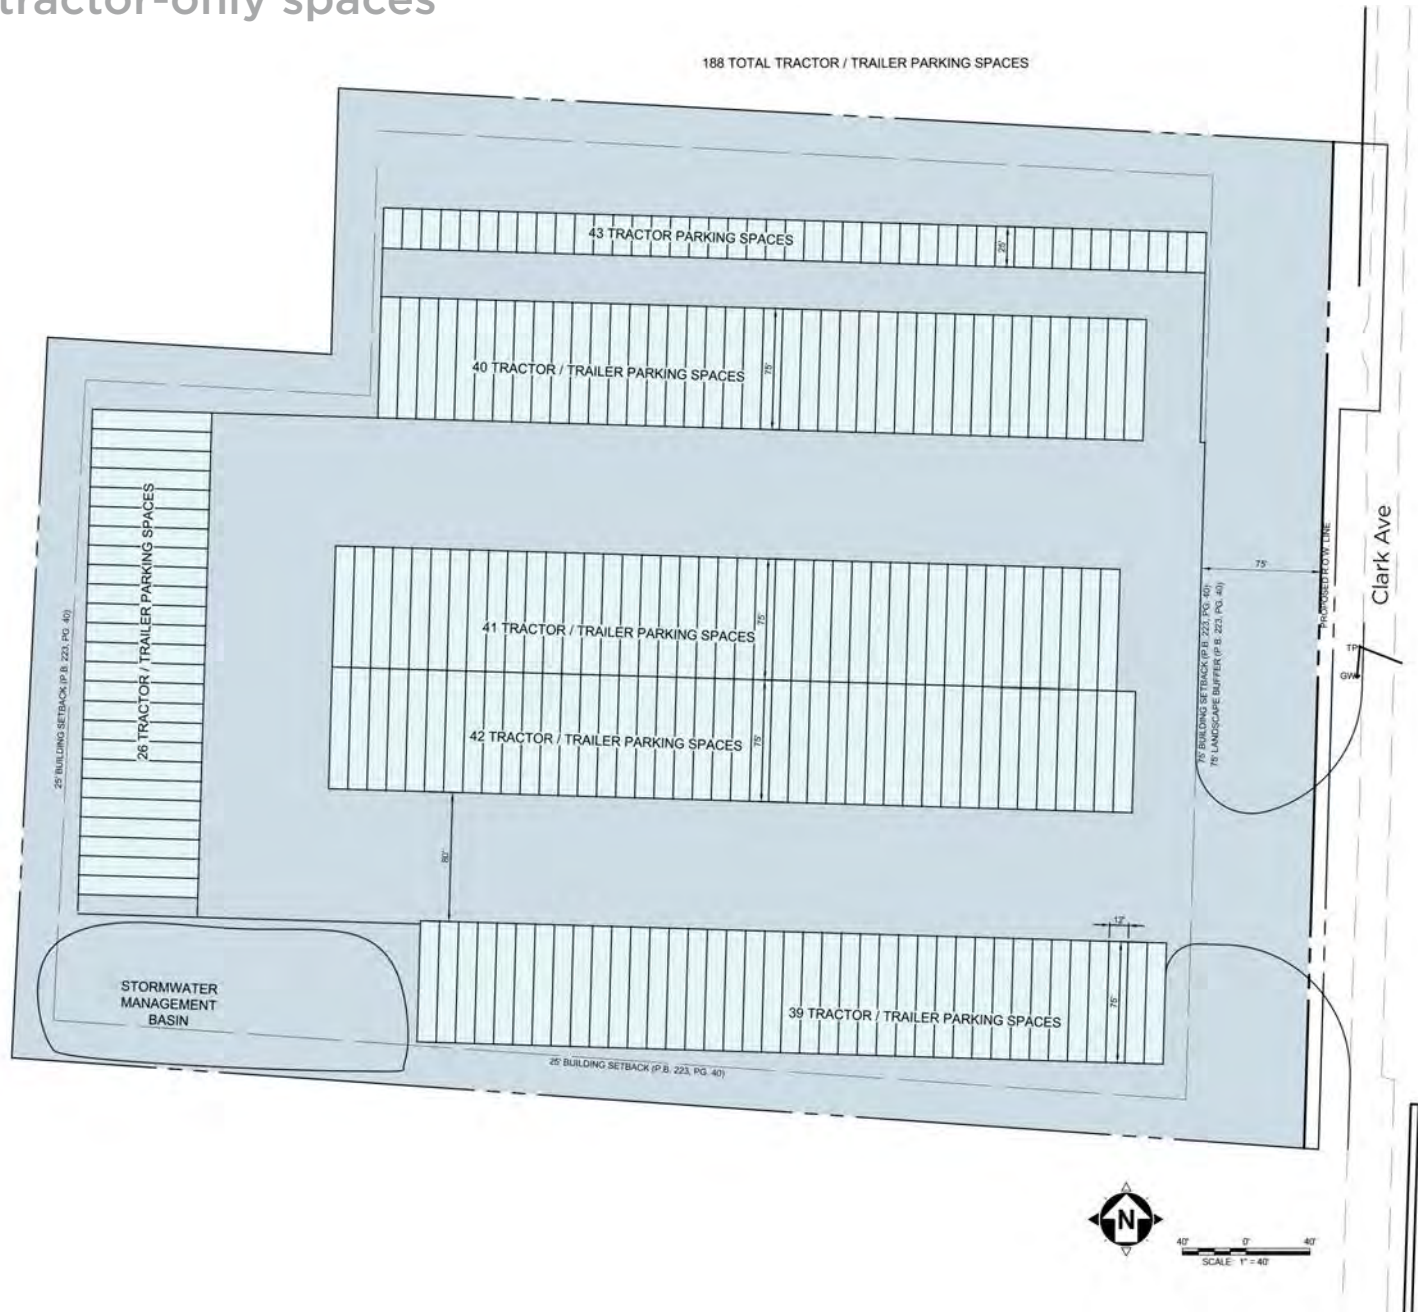 tractor-only spaces
188 TOTAL TRACTOR / TRAILER PARKING SPACES
43 TRACTOR PARKING SPACES
25'
40 TRACTOR / TRAILER PARKING SPACES
75'
26 TRACTOR / TRAILER PARKING SPACES
25' BUILDING SETBACK (P.B. 223, PG. 40)
41 TRACTOR / TRAILER PARKING SPACES
75'
42 TRACTOR / TRAILER PARKING SPACES
75'
75'
75' BUILDING SETBACK (P.B. 223, PG. 40)
75' LANDSCAPE BUFFER (P.B. 223, PG. 40)
PROPOSED R.O.W. LINE
Clark Ave
TP
GW
80'
12'
75'
39 TRACTOR / TRAILER PARKING SPACES
STORMWATER
MANAGEMENT
BASIN
25' BUILDING SETBACK (P.B. 223, PG. 40)
N
40' 0' 40'
SCALE: 1" = 40'